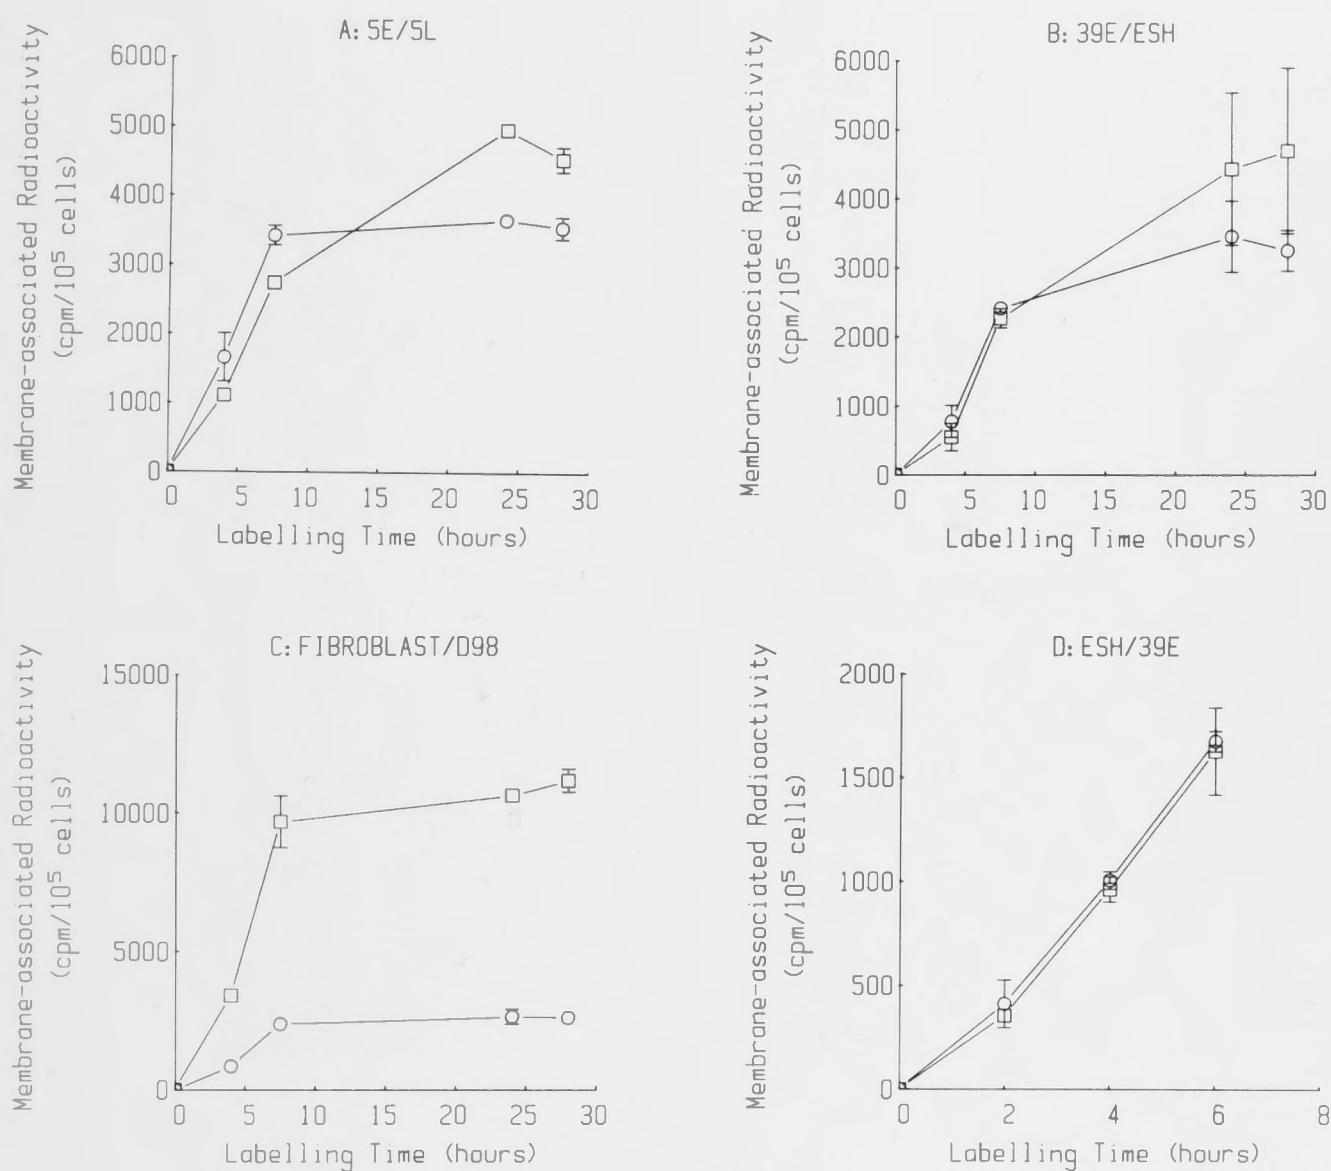 A: 5E/5L
Membrane-associated Radioactivity
(cpm/10⁵ cells)
6000
5000
4000
3000
2000
1000
0
0 5 10 15 20 25 30
Labelling Time (hours)
B: 39E/ESH
Membrane-associated Radioactivity
(cpm/10⁵ cells)
6000
5000
4000
3000
2000
1000
0
0 5 10 15 20 25 30
Labelling Time (hours)
C: FIBROBLAST/D98
Membrane-associated Radioactivity
(cpm/10⁵ cells)
15000
10000
5000
0
0 5 10 15 20 25 30
Labelling Time (hours)
D: ESH/39E
Membrane-associated Radioactivity
(cpm/10⁵ cells)
2000
1500
1000
500
0
0 2 4 6 8
Labelling Time (hours)